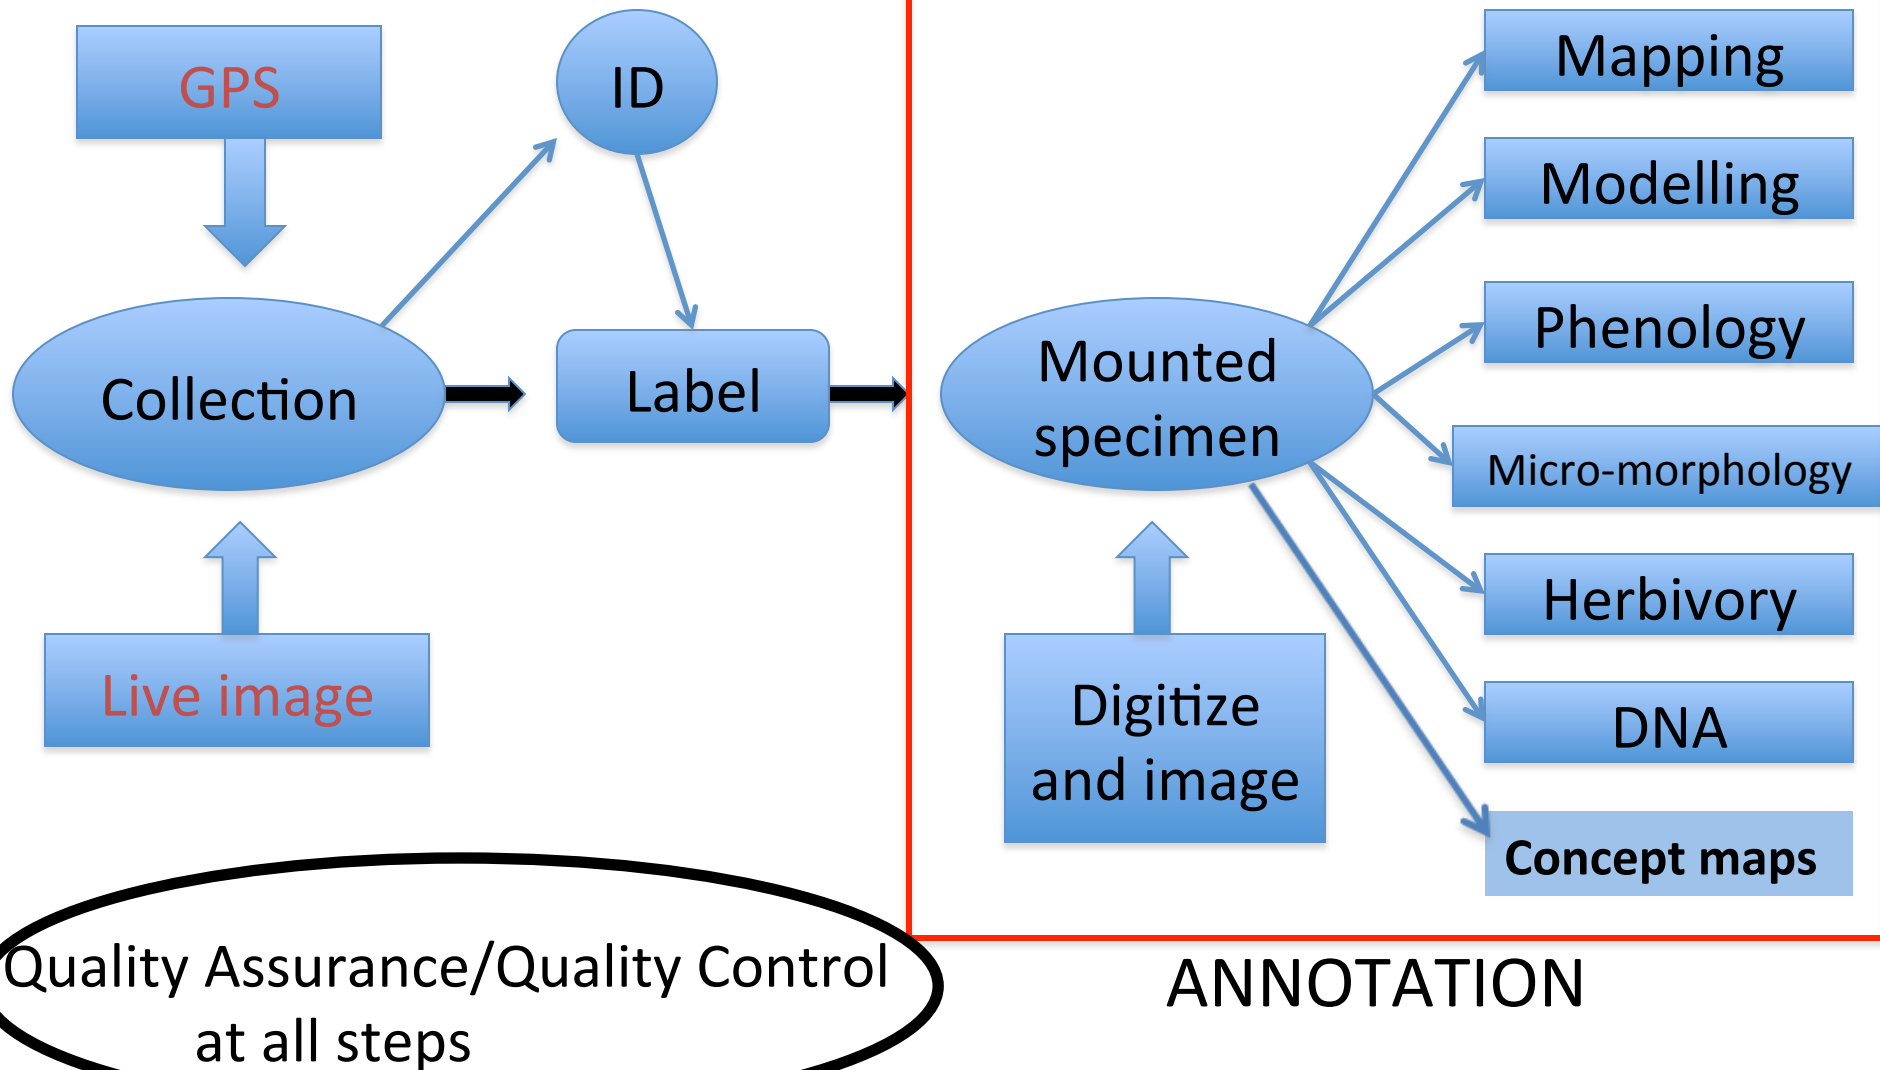 GPS
ID
Collection
Label
Live image
Quality Assurance/Quality Control
at all steps
Mounted
specimen
Digitize
and image
Mapping
Modelling
Phenology
Micro-morphology
Herbivory
DNA
Concept maps
ANNOTATION